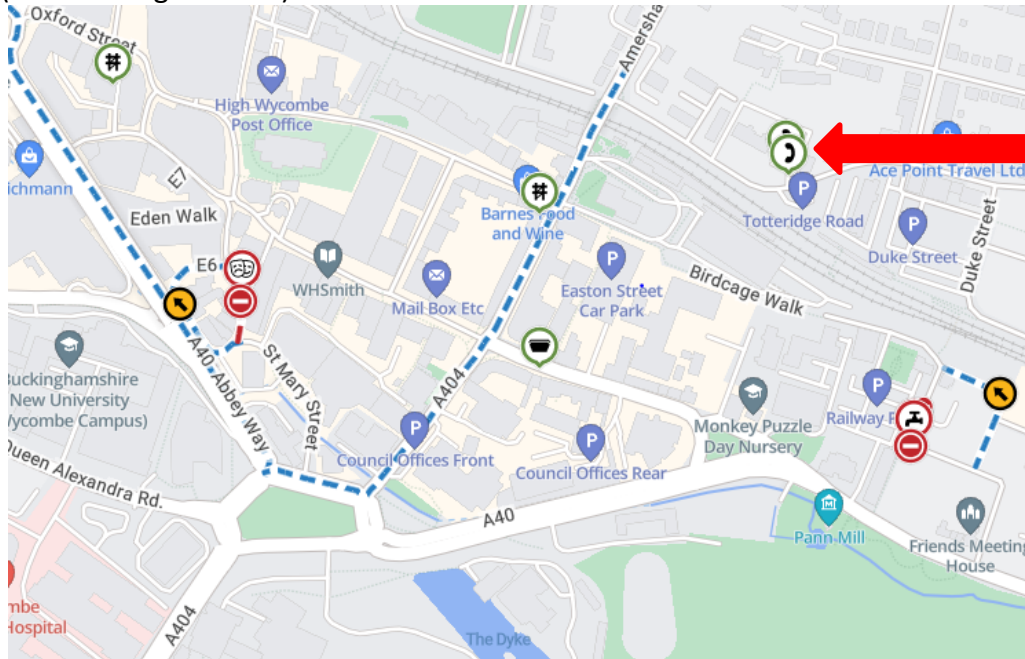 Oxford Street
Amersha
High Wycombe
Post Office
Ace Point Travel Ltd
ichmann
E7
P
Totteridge Road
Barnes Food
and Wine
Eden Walk
P
Duke Street
Duke Street
E6
WHSmith
P
Easton Street
Car Park
Mail Box Etc
Birdcage Walk
St Mary Street
A40 Abbey Way
A404
Buckinghamshire
New University
Wycombe Campus)
P
Railway P
Monkey Puzzle
Day Nursery
P
Council Offices Front
P
Council Offices Rear
Queen Alexandra Rd.
A40
M
Pann Mill
Friends Meeting
House
mbe
Hospital
A404
The Dyke